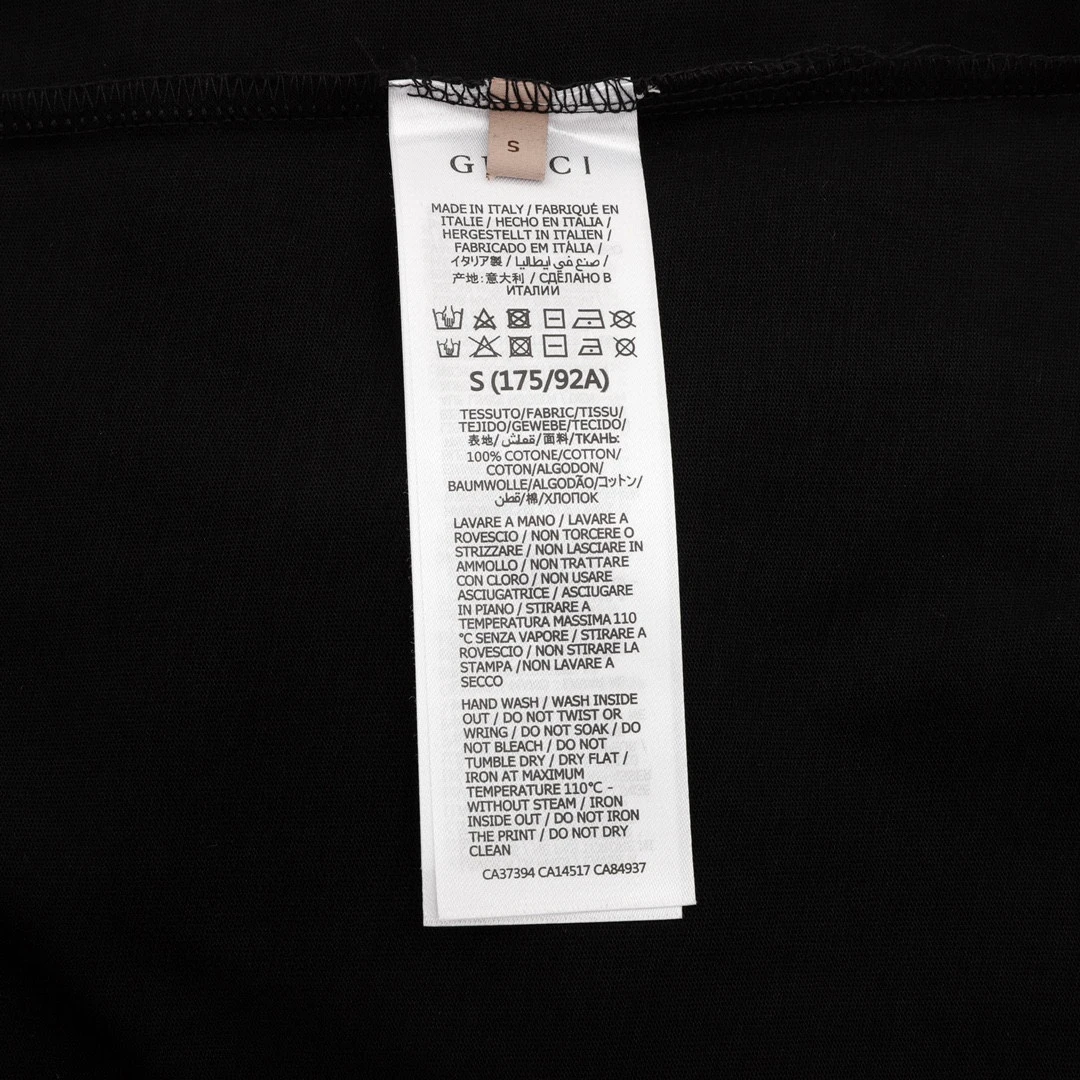 S
GUCCI
MADE IN ITALY / FABRIQUÉ EN
ITALIE / HECHO EN ITALIA /
HERGESTELLT IN ITALIEN /
FABRICADO EM ITÁLIA /
イタリア製 / صنع في إيطاليا /
产地:意大利 / СДЕЛАНО В
ИТАЛИИ
S (175/92A)
TESSUTO/FABRIC/TISSU/
TEJIDO/GEWEBE/TECIDO/
表地/قماش/面料/ТКАНЬ:
100% COTONE/COTTON/
COTON/ALGODON/
BAUMWOLLE/ALGODÃO/コットン/
قطن/棉/ХЛОПОК
LAVARE A MANO / LAVARE A
ROVESCIO / NON TORCERE O
STRIZZARE / NON LASCIARE IN
AMMOLLO / NON TRATTARE
CON CLORO / NON USARE
ASCIUGATRICE / ASCIUGARE
IN PIANO / STIRARE A
TEMPERATURA MASSIMA 110
°C SENZA VAPORE / STIRARE A
ROVESCIO / NON STIRARE LA
STAMPA /NON LAVARE A
SECCO
HAND WASH / WASH INSIDE
OUT / DO NOT TWIST OR
WRING / DO NOT SOAK / DO
NOT BLEACH / DO NOT
TUMBLE DRY / DRY FLAT /
IRON AT MAXIMUM
TEMPERATURE 110°C -
WITHOUT STEAM / IRON
INSIDE OUT / DO NOT IRON
THE PRINT / DO NOT DRY
CLEAN
CA37394 CA14517 CA84937